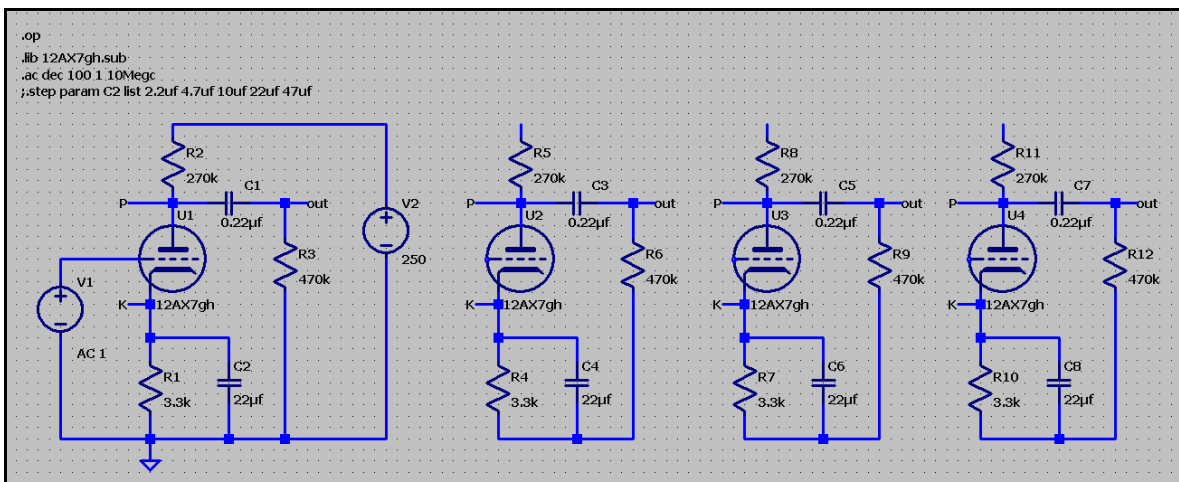 .op
.lib 12AX7gh.sub
.ac dec 100 1 10Megc
;.step param C2 list 2.2uf 4.7uf 10uf 22uf 47uf
R2
270k
C1
P
out
U1
0.22µf
V2
R3
470k
250
V1
K
12AX7gh
AC 1
R1
3.3k
C2
22µf
R5
270k
C3
P
out
U2
0.22µf
R6
470k
K
12AX7gh
R4
3.3k
C4
22µf
R8
270k
C5
P
out
U3
0.22µf
R9
470k
K
12AX7gh
R7
3.3k
C6
22µf
R11
270k
C7
P
out
U4
0.22µf
R12
470k
K
12AX7gh
R10
3.3k
C8
22µf